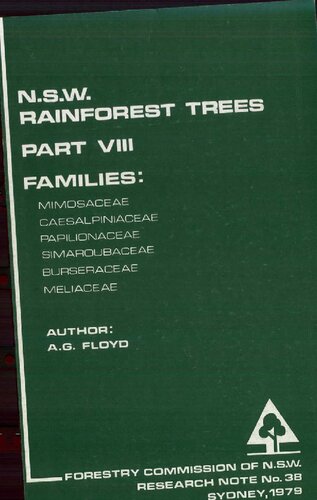 N.S.W.
RAINFOREST TREES
PART VIII
FAMILIES:
MIMOSACEAE
CAESALPINIACEAE
PAPILIONACEAE
SIMAROUBACEAE
BURSERACEAE
MELIACEAE
AUTHOR:
A.G. FLOYD
FORESTRY COMMISSION OF N.S.W.
RESEARCH NOTE No. 38
SYDNEY, 1979